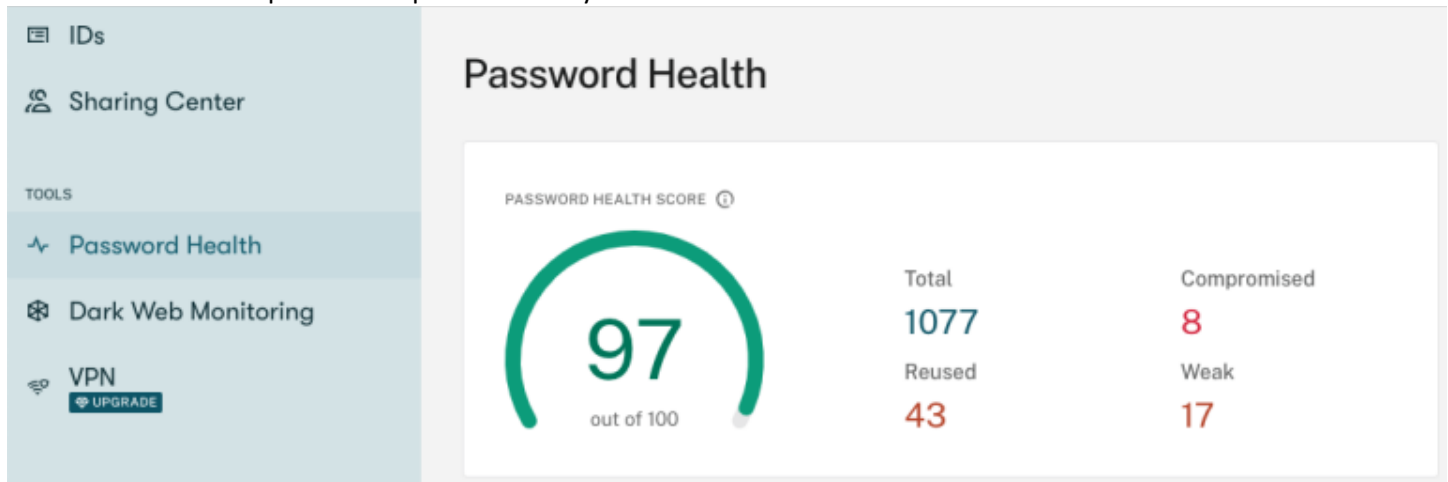 IDs
Sharing Center
TOOLS
Password Health
Dark Web Monitoring
VPN
UPGRADE
Password Health
PASSWORD HEALTH SCORE
97
out of 100
Total
1077
Compromised
8
Reused
43
Weak
17